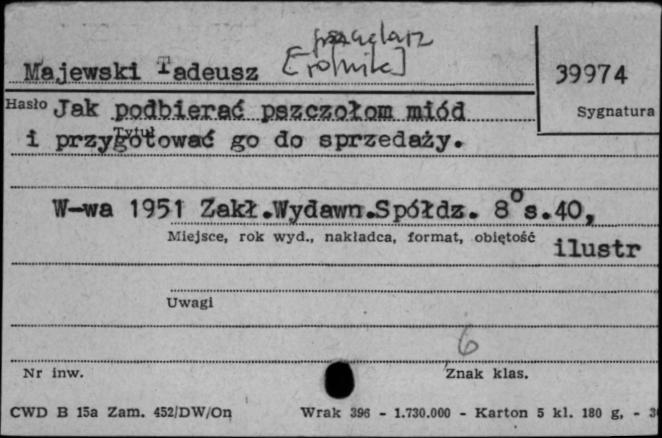 pszczelarz
Majewski Tadeusz [rolnik]
39974
Hasło Jak podbierać pszczołom miód
Sygnatura
i przygotować go do sprzedaży.
Tytuł
W-wa 1951 Zakł.Wydawn.Spółdz. 8° s.40,
Miejsce, rok wyd., nakładca, format, obiętość
ilustr
Uwagi
6
Nr inw.
Znak klas.
CWD B 15a Zam. 452/DW/On Wrak 396 - 1.730.000 - Karton 5 kl. 180 g, -